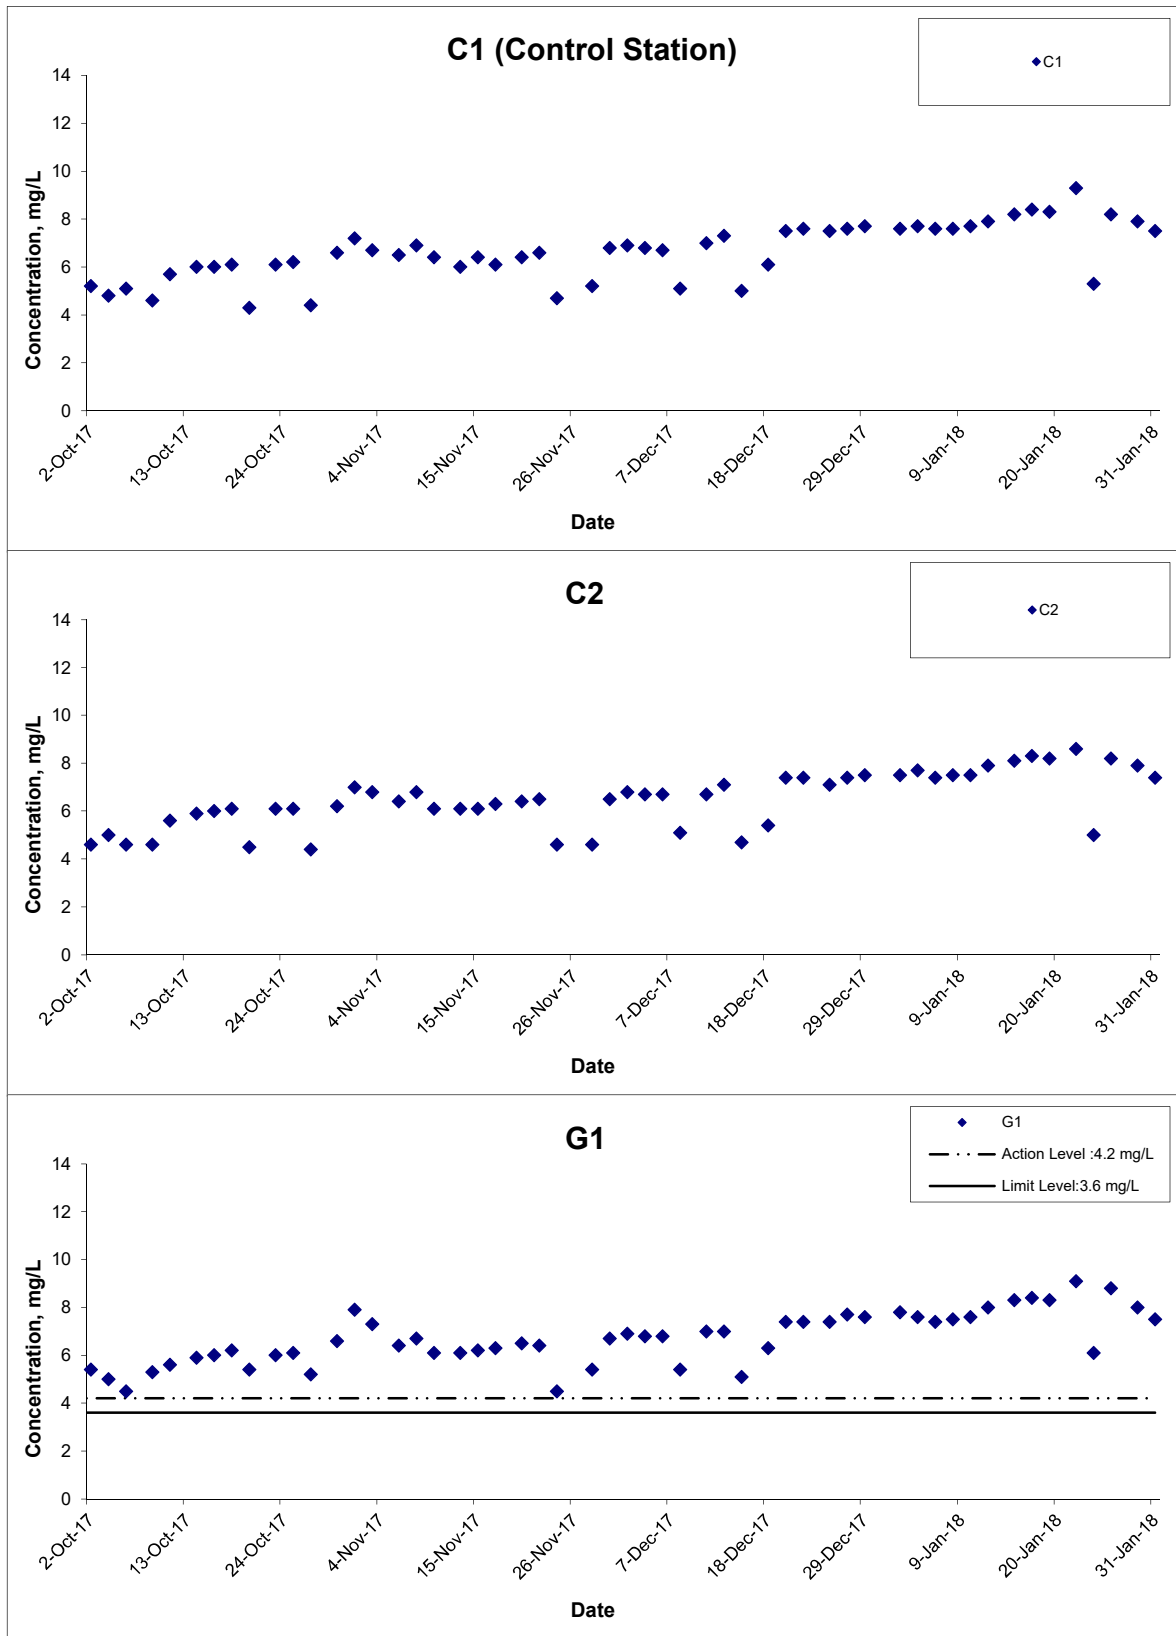 C1 (Control Station)
C1
14
12
10
8
6
4
2
0
Concentration, mg/L
2-Oct-17
13-Oct-17
24-Oct-17
4-Nov-17
15-Nov-17
26-Nov-17
7-Dec-17
18-Dec-17
29-Dec-17
9-Jan-18
20-Jan-18
31-Jan-18
Date
C2
C2
14
12
10
8
6
4
2
0
Concentration, mg/L
2-Oct-17
13-Oct-17
24-Oct-17
4-Nov-17
15-Nov-17
26-Nov-17
7-Dec-17
18-Dec-17
29-Dec-17
9-Jan-18
20-Jan-18
31-Jan-18
Date
G1
G1
Action Level :4.2 mg/L
Limit Level:3.6 mg/L
14
12
10
8
6
4
2
0
Concentration, mg/L
2-Oct-17
13-Oct-17
24-Oct-17
4-Nov-17
15-Nov-17
26-Nov-17
7-Dec-17
18-Dec-17
29-Dec-17
9-Jan-18
20-Jan-18
31-Jan-18
Date